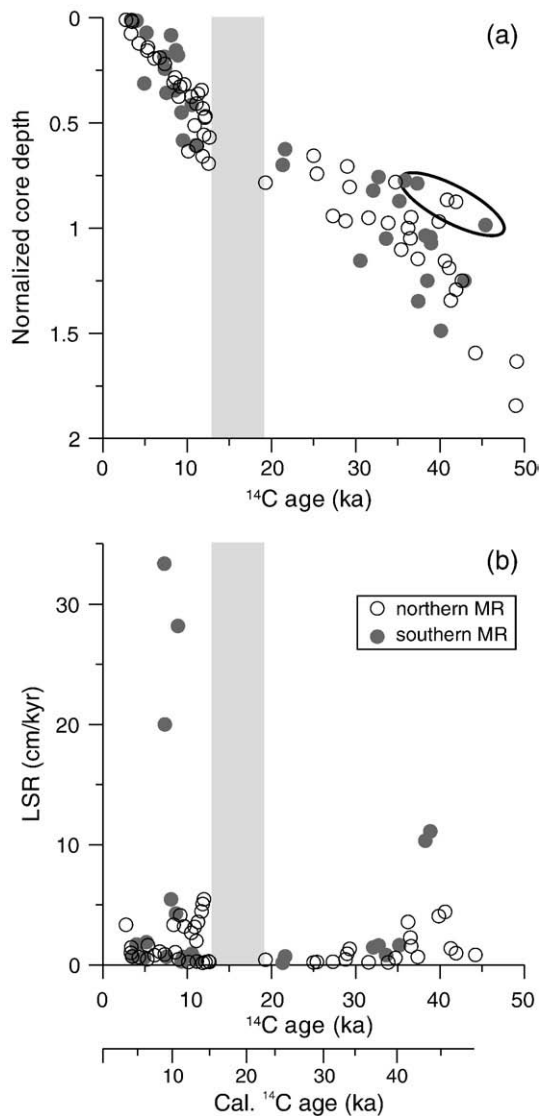 (a)
0
0.5
1
1.5
2
Nornalized core depth
0 10 20 30 40 50
¹⁴C age (ka)
(b)
northern MR
southern MR
30
20
10
0
LSR (cm/kyr)
0 10 20 30 40 50
¹⁴C age (ka)
10 20 30 40
Cal. ¹⁴C age (ka)